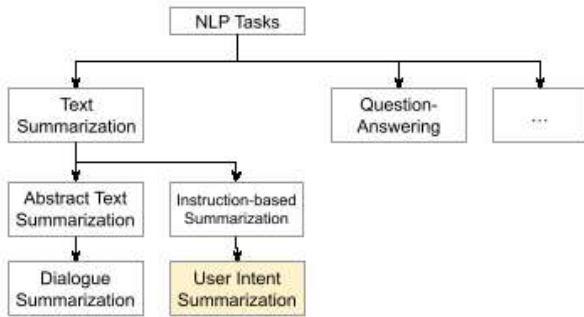 NLP Tasks
Text
Summarization
Question-
Answering
...
Abstract Text
Summarization
Instruction-based
Summarization
Dialogue
Summarization
User Intent
Summarization